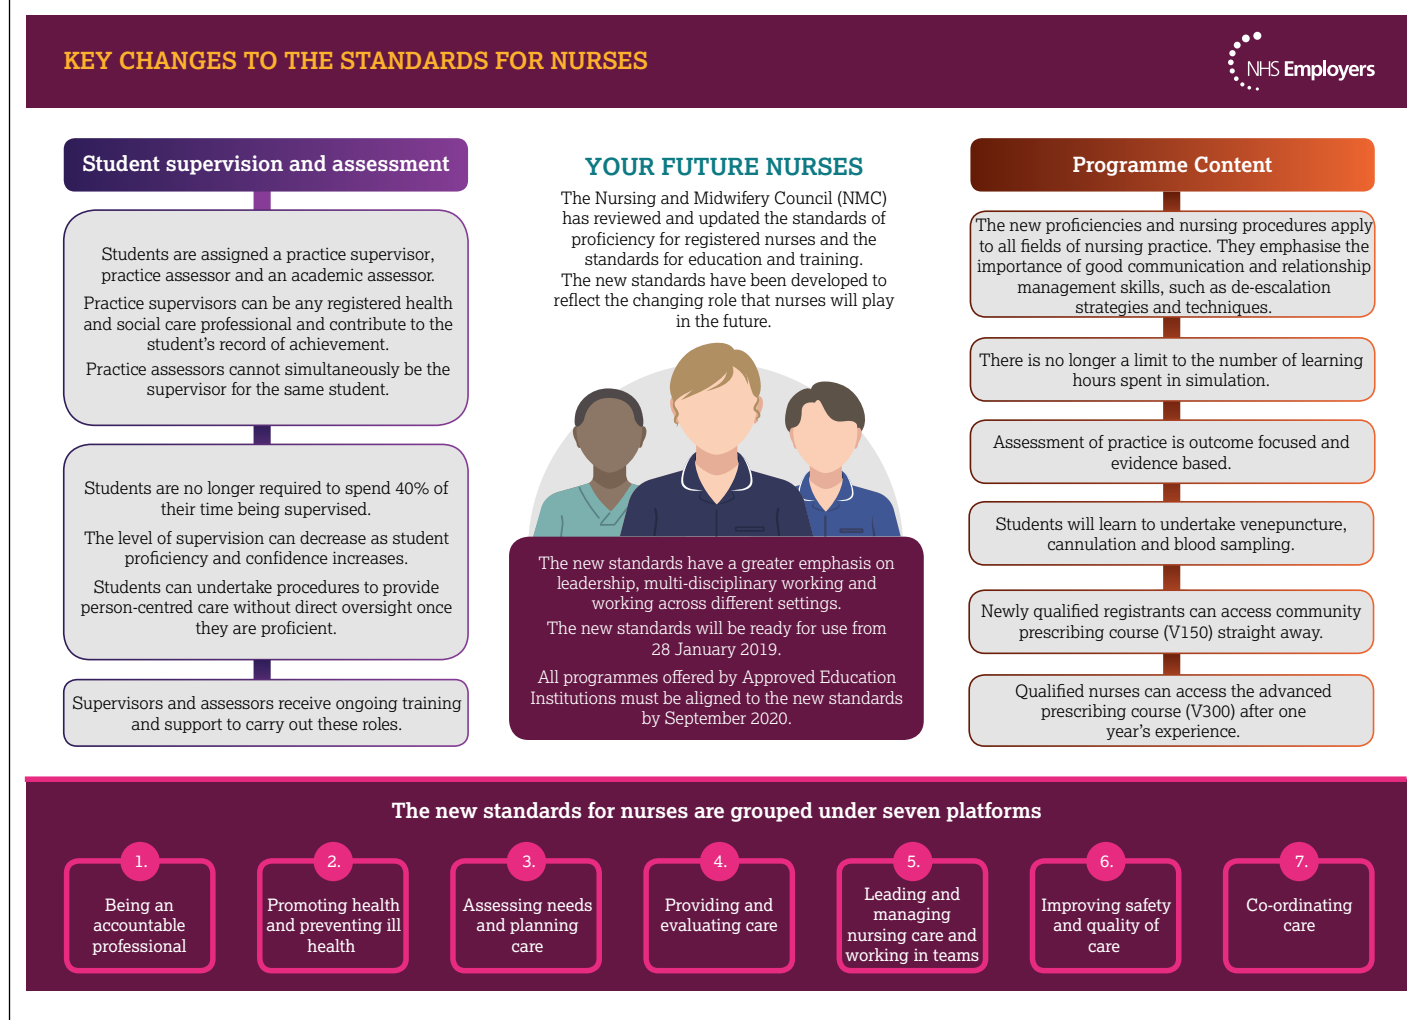 KEY CHANGES TO THE STANDARDS FOR NURSES
NHS Employers
Student supervision and assessment
Students are assigned a practice supervisor,
practice assessor and an academic assessor.
Practice supervisors can be any registered health
and social care professional and contribute to the
student’s record of achievement.
Practice assessors cannot simultaneously be the
supervisor for the same student.
Students are no longer required to spend 40% of
their time being supervised.
The level of supervision can decrease as student
proficiency and confidence increases.
Students can undertake procedures to provide
person-centred care without direct oversight once
they are proficient.
Supervisors and assessors receive ongoing training
and support to carry out these roles.
YOUR FUTURE NURSES
The Nursing and Midwifery Council (NMC)
has reviewed and updated the standards of
proficiency for registered nurses and the
standards for education and training.
The new standards have been developed to
reflect the changing role that nurses will play
in the future.
The new standards have a greater emphasis on
leadership, multi-disciplinary working and
working across different settings.
The new standards will be ready for use from
28 January 2019.
All programmes offered by Approved Education
Institutions must be aligned to the new standards
by September 2020.
Programme Content
The new proficiencies and nursing procedures apply
to all fields of nursing practice. They emphasise the
importance of good communication and relationship
management skills, such as de-escalation
strategies and techniques.
There is no longer a limit to the number of learning
hours spent in simulation.
Assessment of practice is outcome focused and
evidence based.
Students will learn to undertake venepuncture,
cannulation and blood sampling.
Newly qualified registrants can access community
prescribing course (V150) straight away.
Qualified nurses can access the advanced
prescribing course (V300) after one
year’s experience.
The new standards for nurses are grouped under seven platforms
1.
Being an
accountable
professional
2.
Promoting health
and preventing ill
health
3.
Assessing needs
and planning
care
4.
Providing and
evaluating care
5.
Leading and
managing
nursing care and
working in teams
6.
Improving safety
and quality of
care
7.
Co-ordinating
care